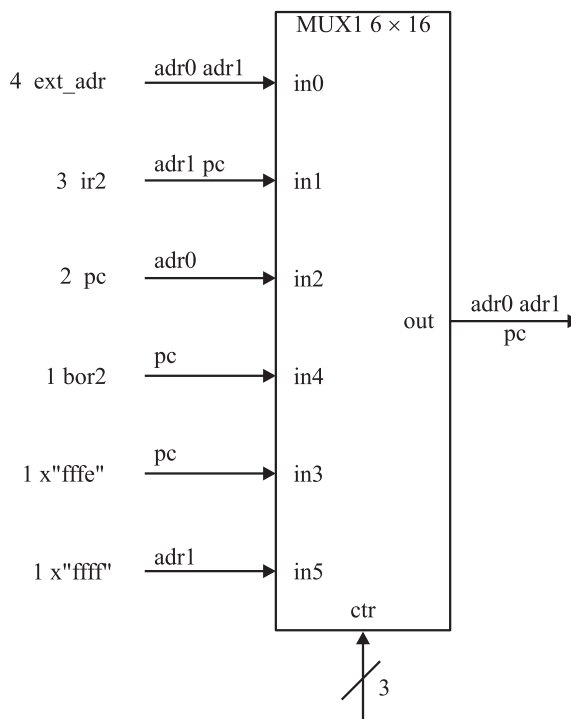 MUX1 6 × 16
4 ext_adr adr0 adr1 in0
3 ir2 adr1 pc in1
2 pc adr0 in2
out adr0 adr1
pc
1 bor2 pc in4
1 x"fffe" pc in3
1 x"ffff" adr1 in5
ctr
3